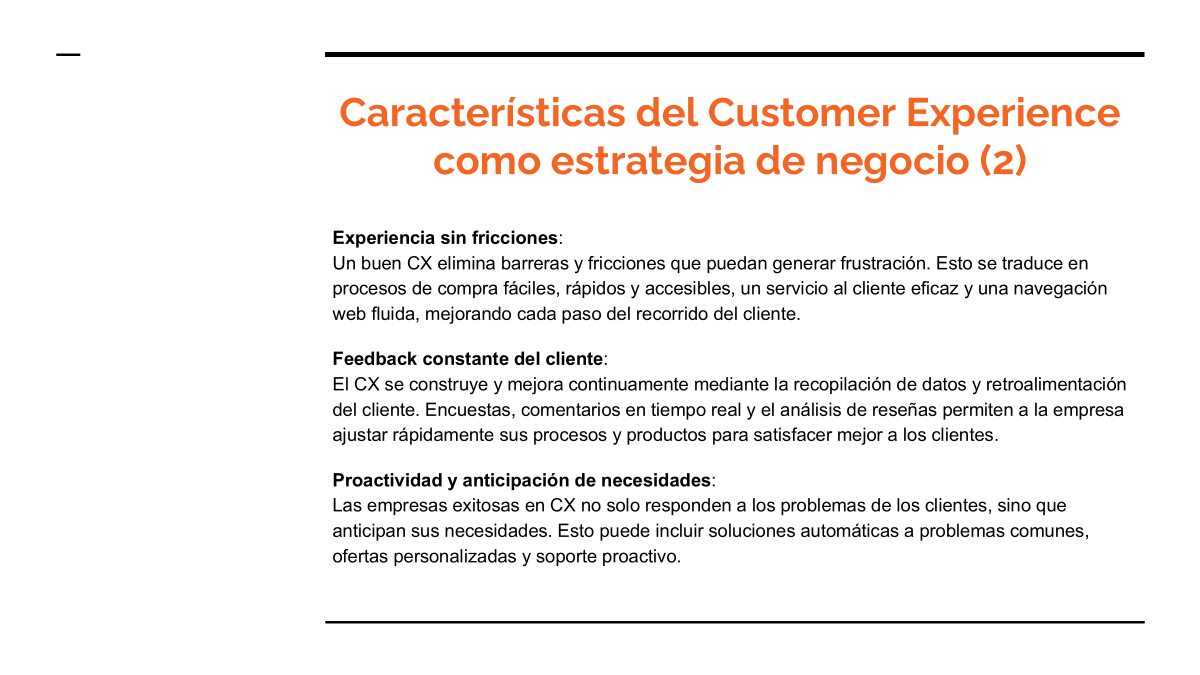 Características del Customer Experience
como estrategia de negocio (2)
Experiencia sin fricciones:
Un buen CX elimina barreras y fricciones que puedan generar frustración. Esto se traduce en
procesos de compra fáciles, rápidos y accesibles, un servicio al cliente eficaz y una navegación
web fluida, mejorando cada paso del recorrido del cliente.
Feedback constante del cliente:
El CX se construye y mejora continuamente mediante la recopilación de datos y retroalimentación
del cliente. Encuestas, comentarios en tiempo real y el análisis de reseñas permiten a la empresa
ajustar rápidamente sus procesos y productos para satisfacer mejor a los clientes.
Proactividad y anticipación de necesidades:
Las empresas exitosas en CX no solo responden a los problemas de los clientes, sino que
anticipan sus necesidades. Esto puede incluir soluciones automáticas a problemas comunes,
ofertas personalizadas y soporte proactivo.